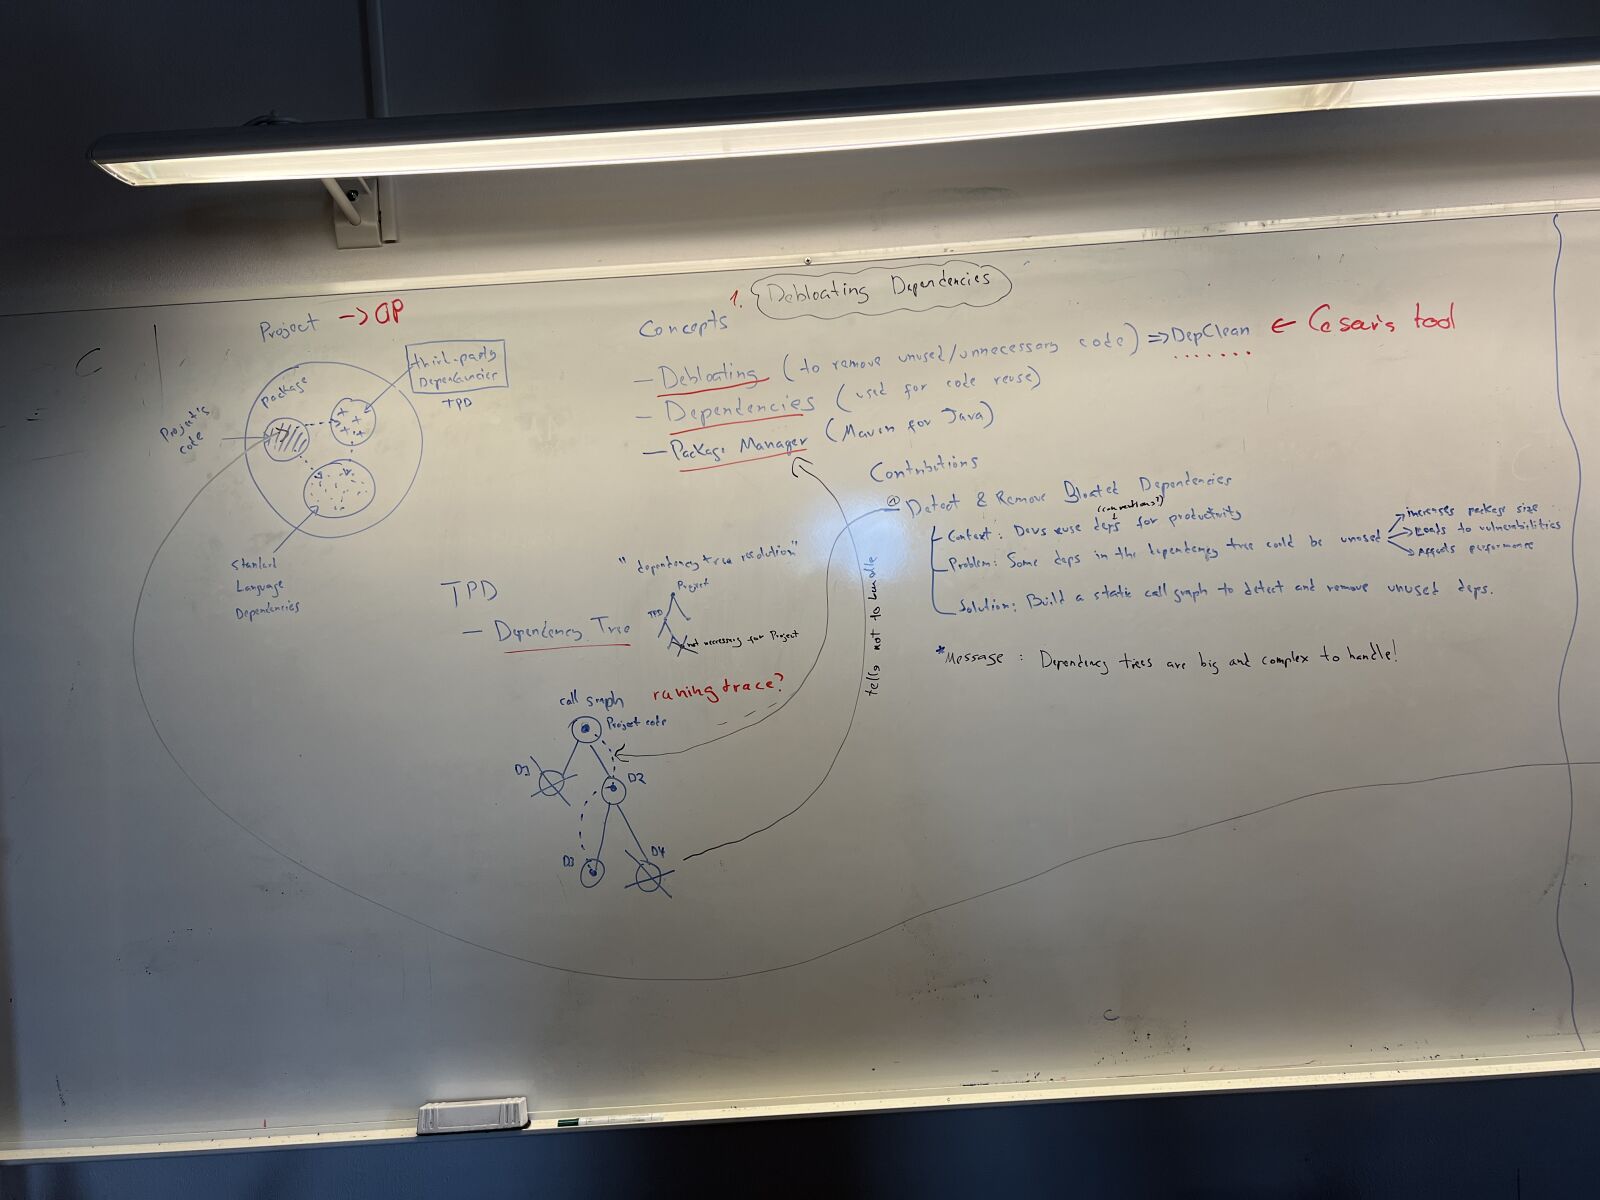 1. Debloating Dependencies
Project -> OP
Package
third-party
Dependencies
TPD
Project's
code
Standard
Language
Dependencies
Concepts
- Debloating (to remove unused/unnecessary code) => DepClean <- Cesar's tool
- Dependencies (used for code reuse)
- Package Manager (Maven for Java)
Contributions
Detect & Remove Bloated Dependencies
(connections?)
Context: Devs reuse deps for productivity
Problem: Some deps in the dependency tree could be unused
increases package size
Leads to vulnerabilities
Affects performance
Solution: Build a static call graph to detect and remove unused deps.
*Message: Dependency trees are big and complex to handle!
TPD
- Dependency Tree
"dependency tree resolution"
Project
TPD
not necessary for Project
call graph
runing trace?
Project code
D1
D2
D3
D4
tells not to bundle
C
C